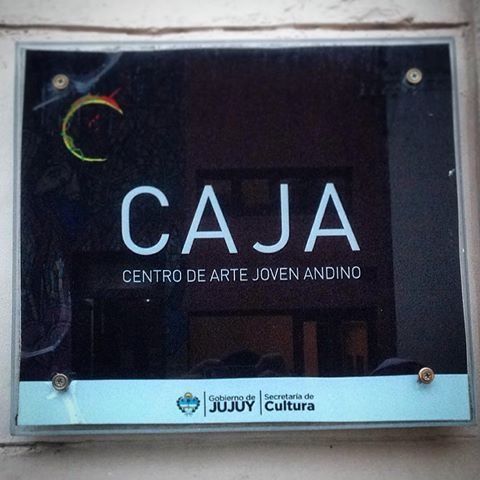 CAJA
CENTRO DE ARTE JOVEN ANDINO
Gobierno de
JUJUY
Secretaría de
Cultura